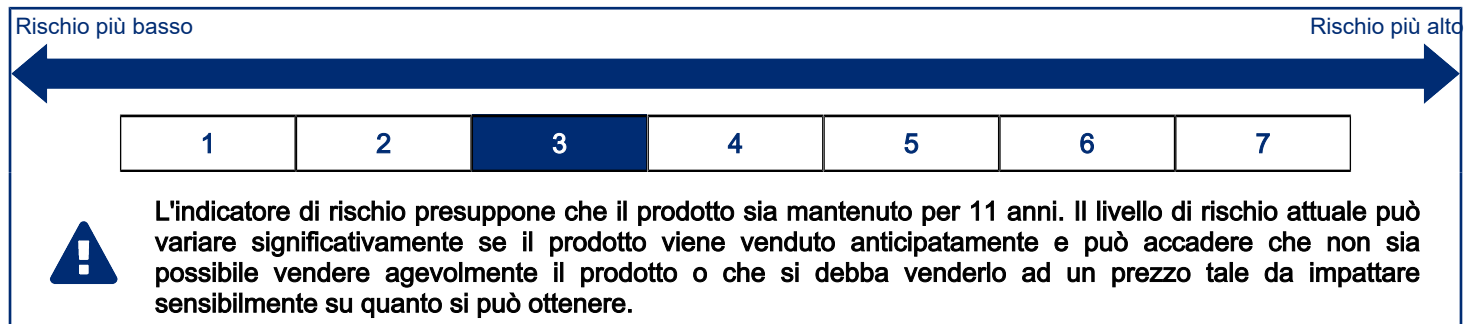 Rischio più basso Rischio più alto
1 2 3 4 5 6 7
L'indicatore di rischio presuppone che il prodotto sia mantenuto per 11 anni. Il livello di rischio attuale può
variare significativamente se il prodotto viene venduto anticipatamente e può accadere che non sia
possibile vendere agevolmente il prodotto o che si debba venderlo ad un prezzo tale da impattare
sensibilmente su quanto si può ottenere.